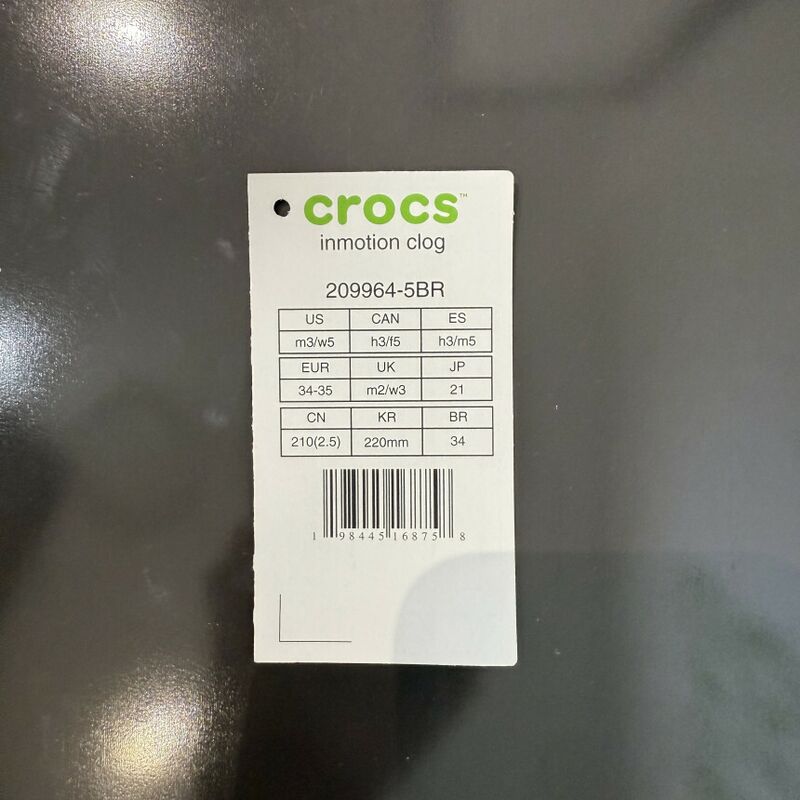 crocs™
inmotion clog
209964-5BR
US CAN ES
m3/w5 h3/f5 h3/m5
EUR UK JP
34-35 m2/w3 21
CN KR BR
210(2.5) 220mm 34
1 98445 16875 8